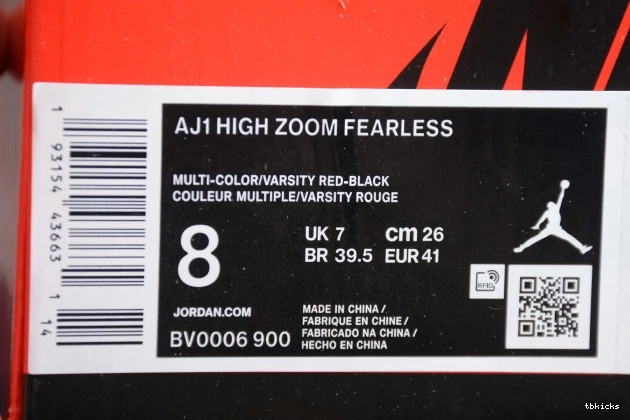 AJ1 HIGH ZOOM FEARLESS
MULTI-COLOR/VARSITY RED-BLACK
COULEUR MULTIPLE/VARSITY ROUGE
8
UK 7 cm 26
BR 39.5 EUR 41
RFID
JORDAN.COM
BV0006 900
MADE IN CHINA /
FABRIQUE EN CHINE /
FABRICADO NA CHINA /
HECHO EN CHINA
1 93154 43663 1 14
tbkicks